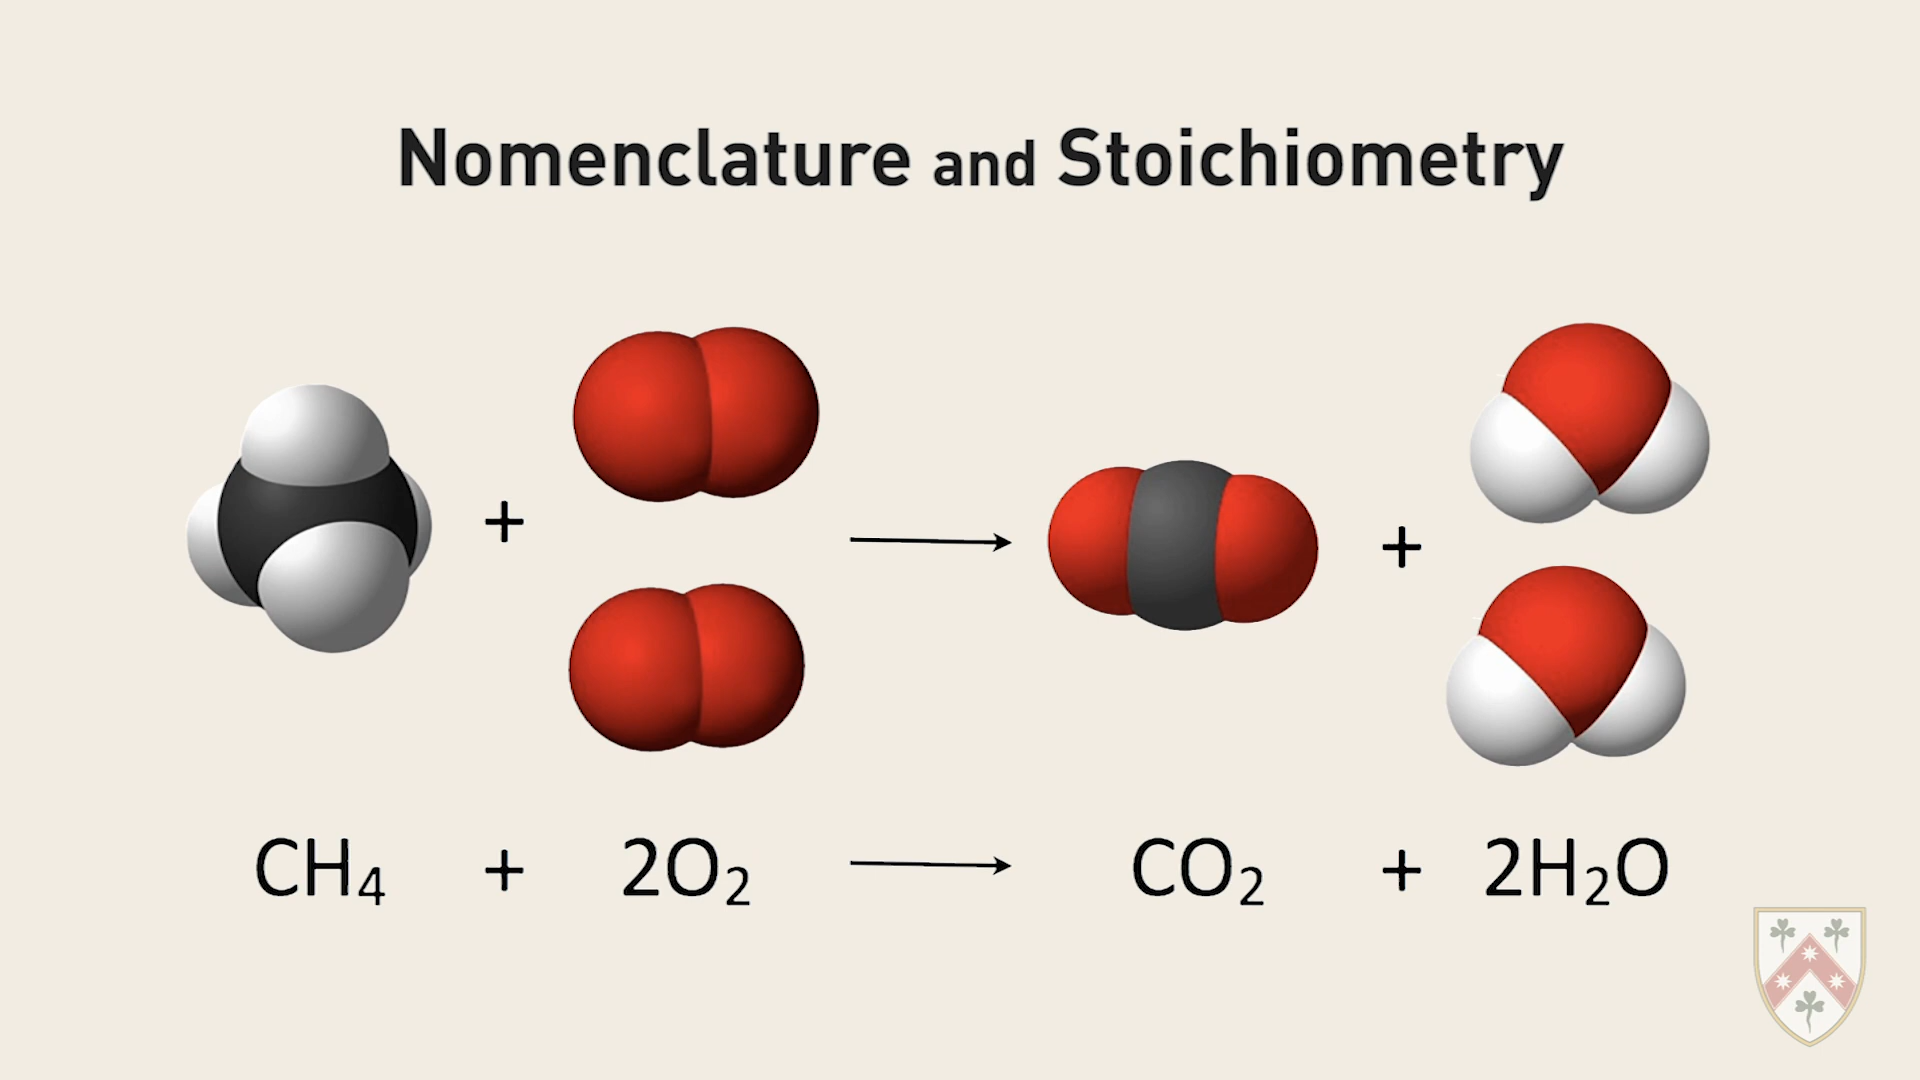 Nomenclature and Stoichiometry
+ → +
CH₄ + 2O₂ → CO₂ + 2H₂O